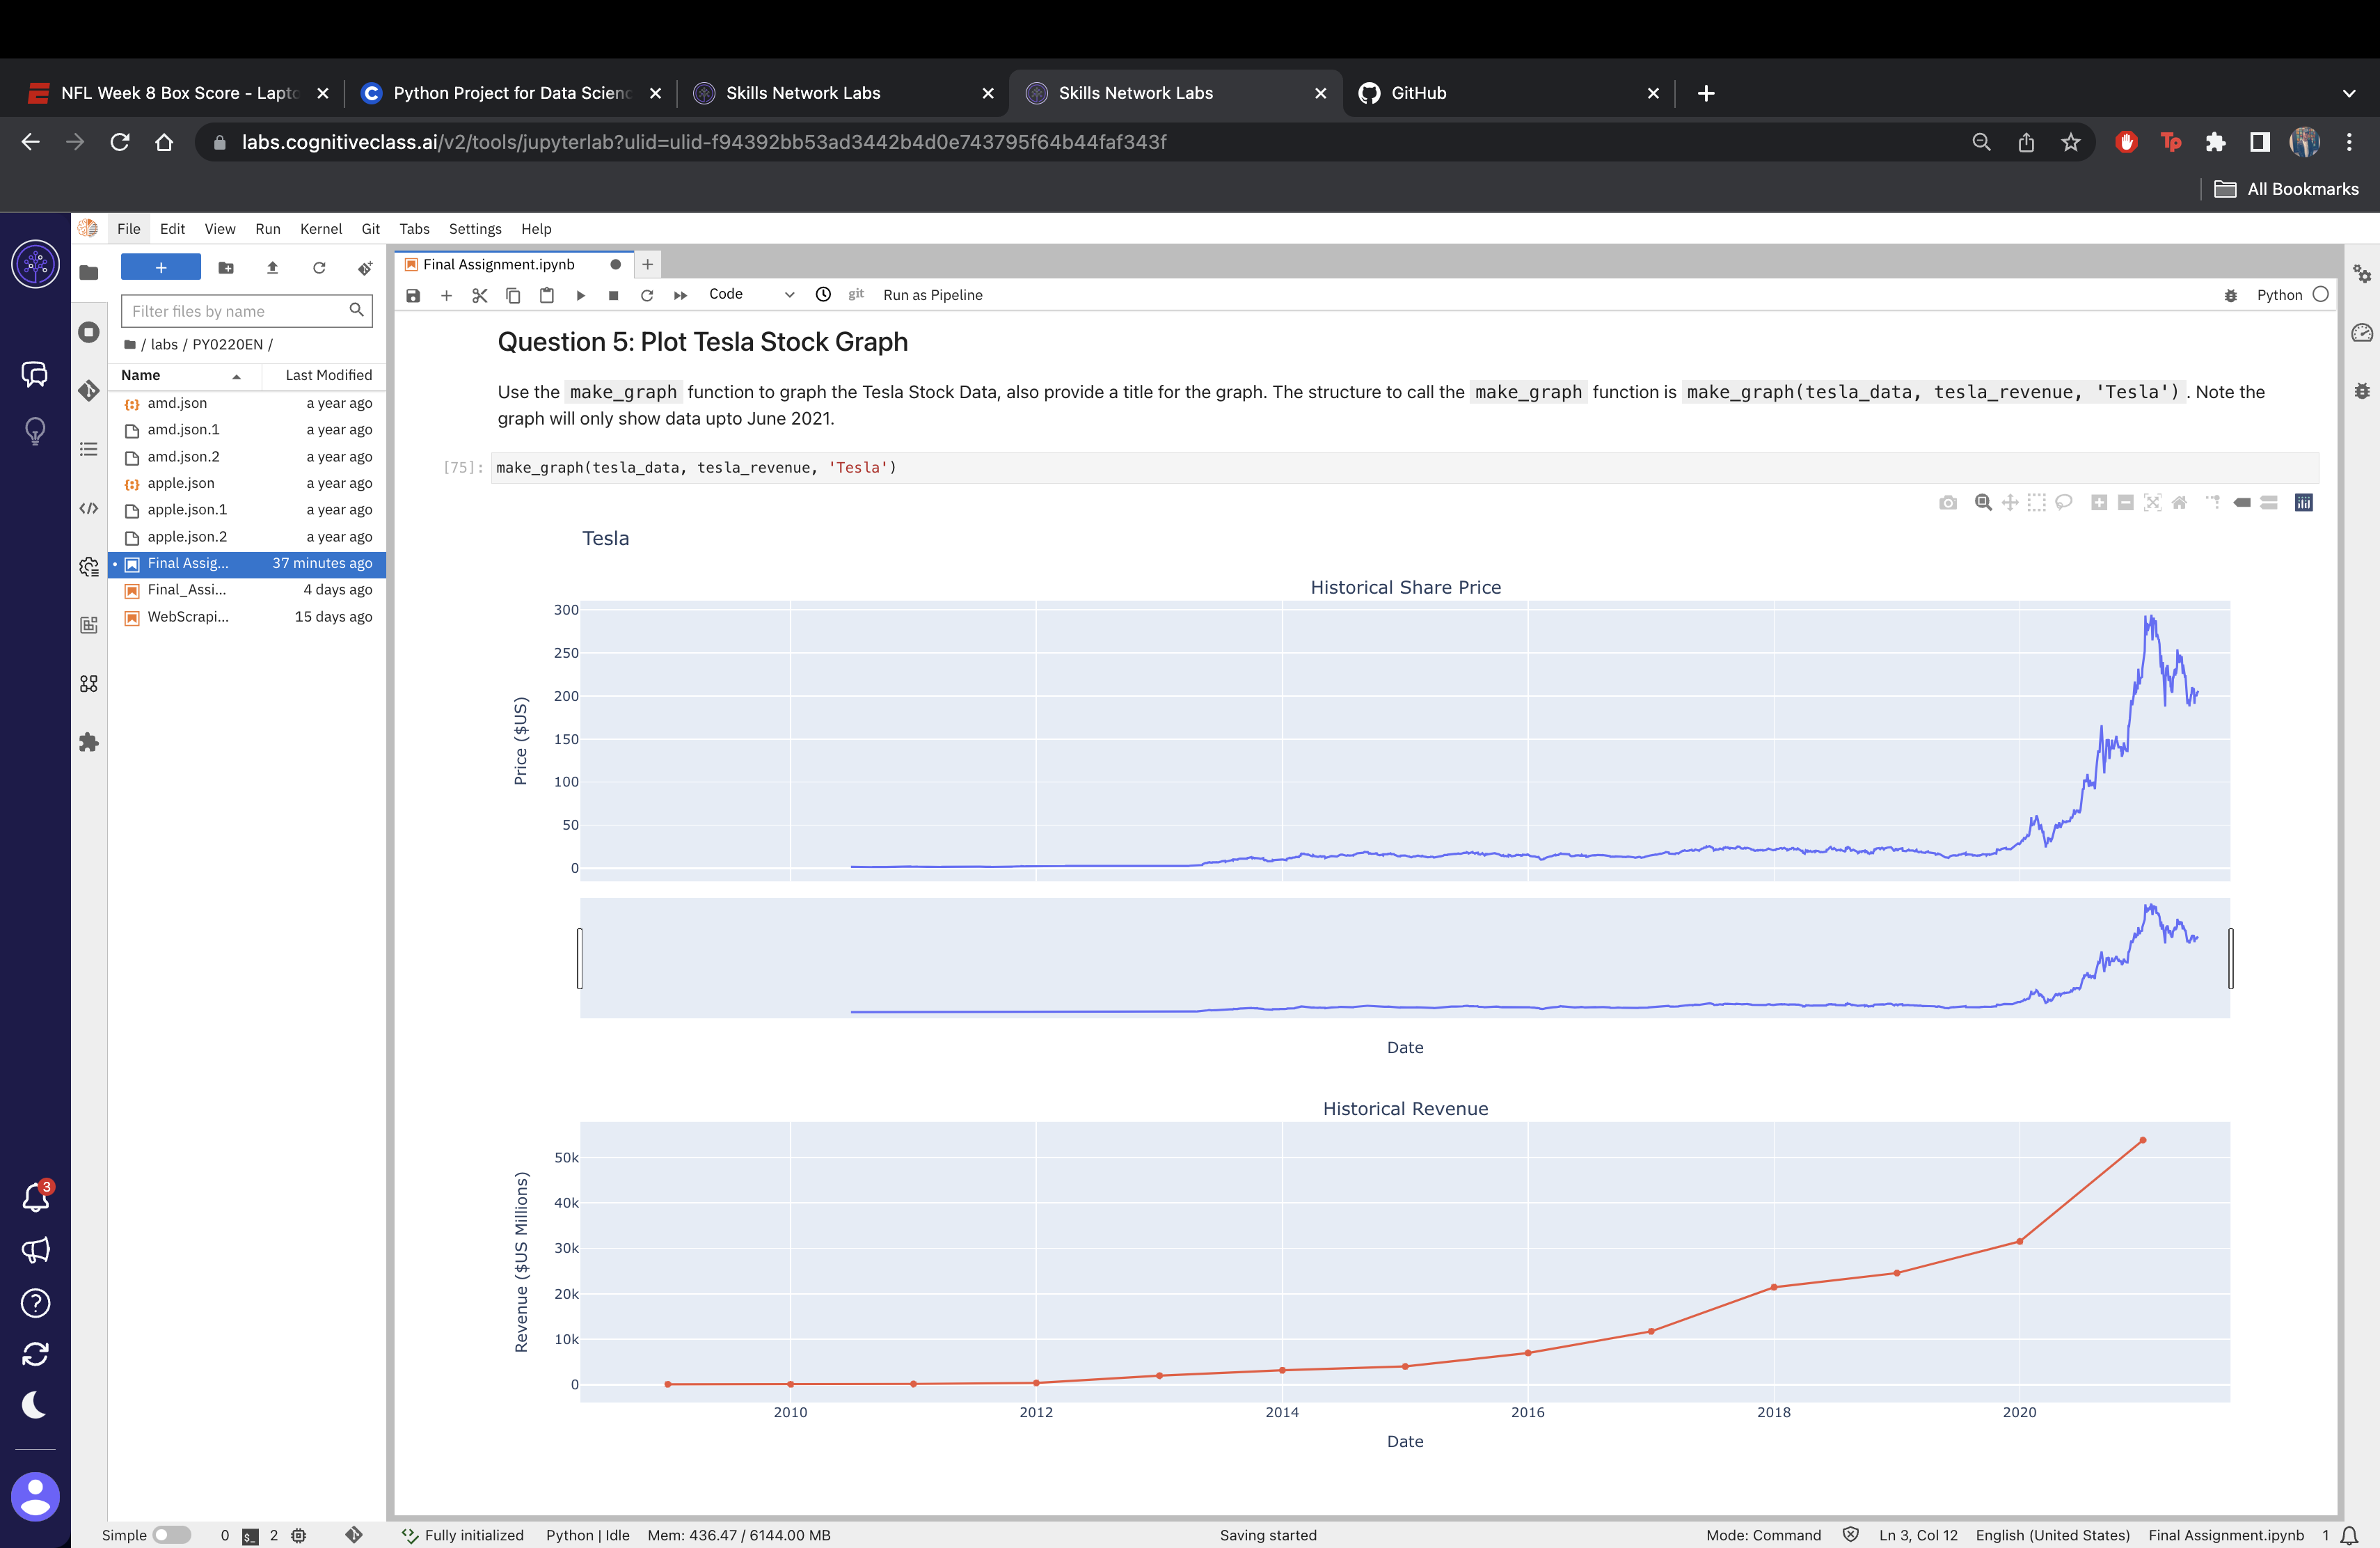 NFL Week 8 Box Score - Lapto
Python Project for Data Scienc
Skills Network Labs
Skills Network Labs
GitHub
labs.cognitiveclass.ai/v2/tools/jupyterlab?ulid=ulid-f94392bb53ad3442b4d0e743795f64b44faf343f
Tp
All Bookmarks
File Edit View Run Kernel Git Tabs Settings Help
Final Assignment.ipynb
Filter files by name
Code
git
Run as Pipeline
Python
/ labs / PY0220EN /
Name Last Modified
amd.json a year ago
amd.json.1 a year ago
amd.json.2 a year ago
apple.json a year ago
apple.json.1 a year ago
apple.json.2 a year ago
Final Assig... 37 minutes ago
Final_Assi... 4 days ago
WebScrapi... 15 days ago
Question 5: Plot Tesla Stock Graph
Use the make_graph function to graph the Tesla Stock Data, also provide a title for the graph. The structure to call the make_graph function is make_graph(tesla_data, tesla_revenue, 'Tesla') . Note the
graph will only show data upto June 2021.
[75]: make_graph(tesla_data, tesla_revenue, 'Tesla')
Tesla
Historical Share Price
300
250
200
150
100
50
0
Price ($US)
Date
Historical Revenue
50k
40k
30k
20k
10k
0
Revenue ($US Millions)
2010 2012 2014 2016 2018 2020
Date
3
Simple 0 $_ 2 Fully initialized Python | Idle Mem: 436.47 / 6144.00 MB Saving started Mode: Command Ln 3, Col 12 English (United States) Final Assignment.ipynb 1